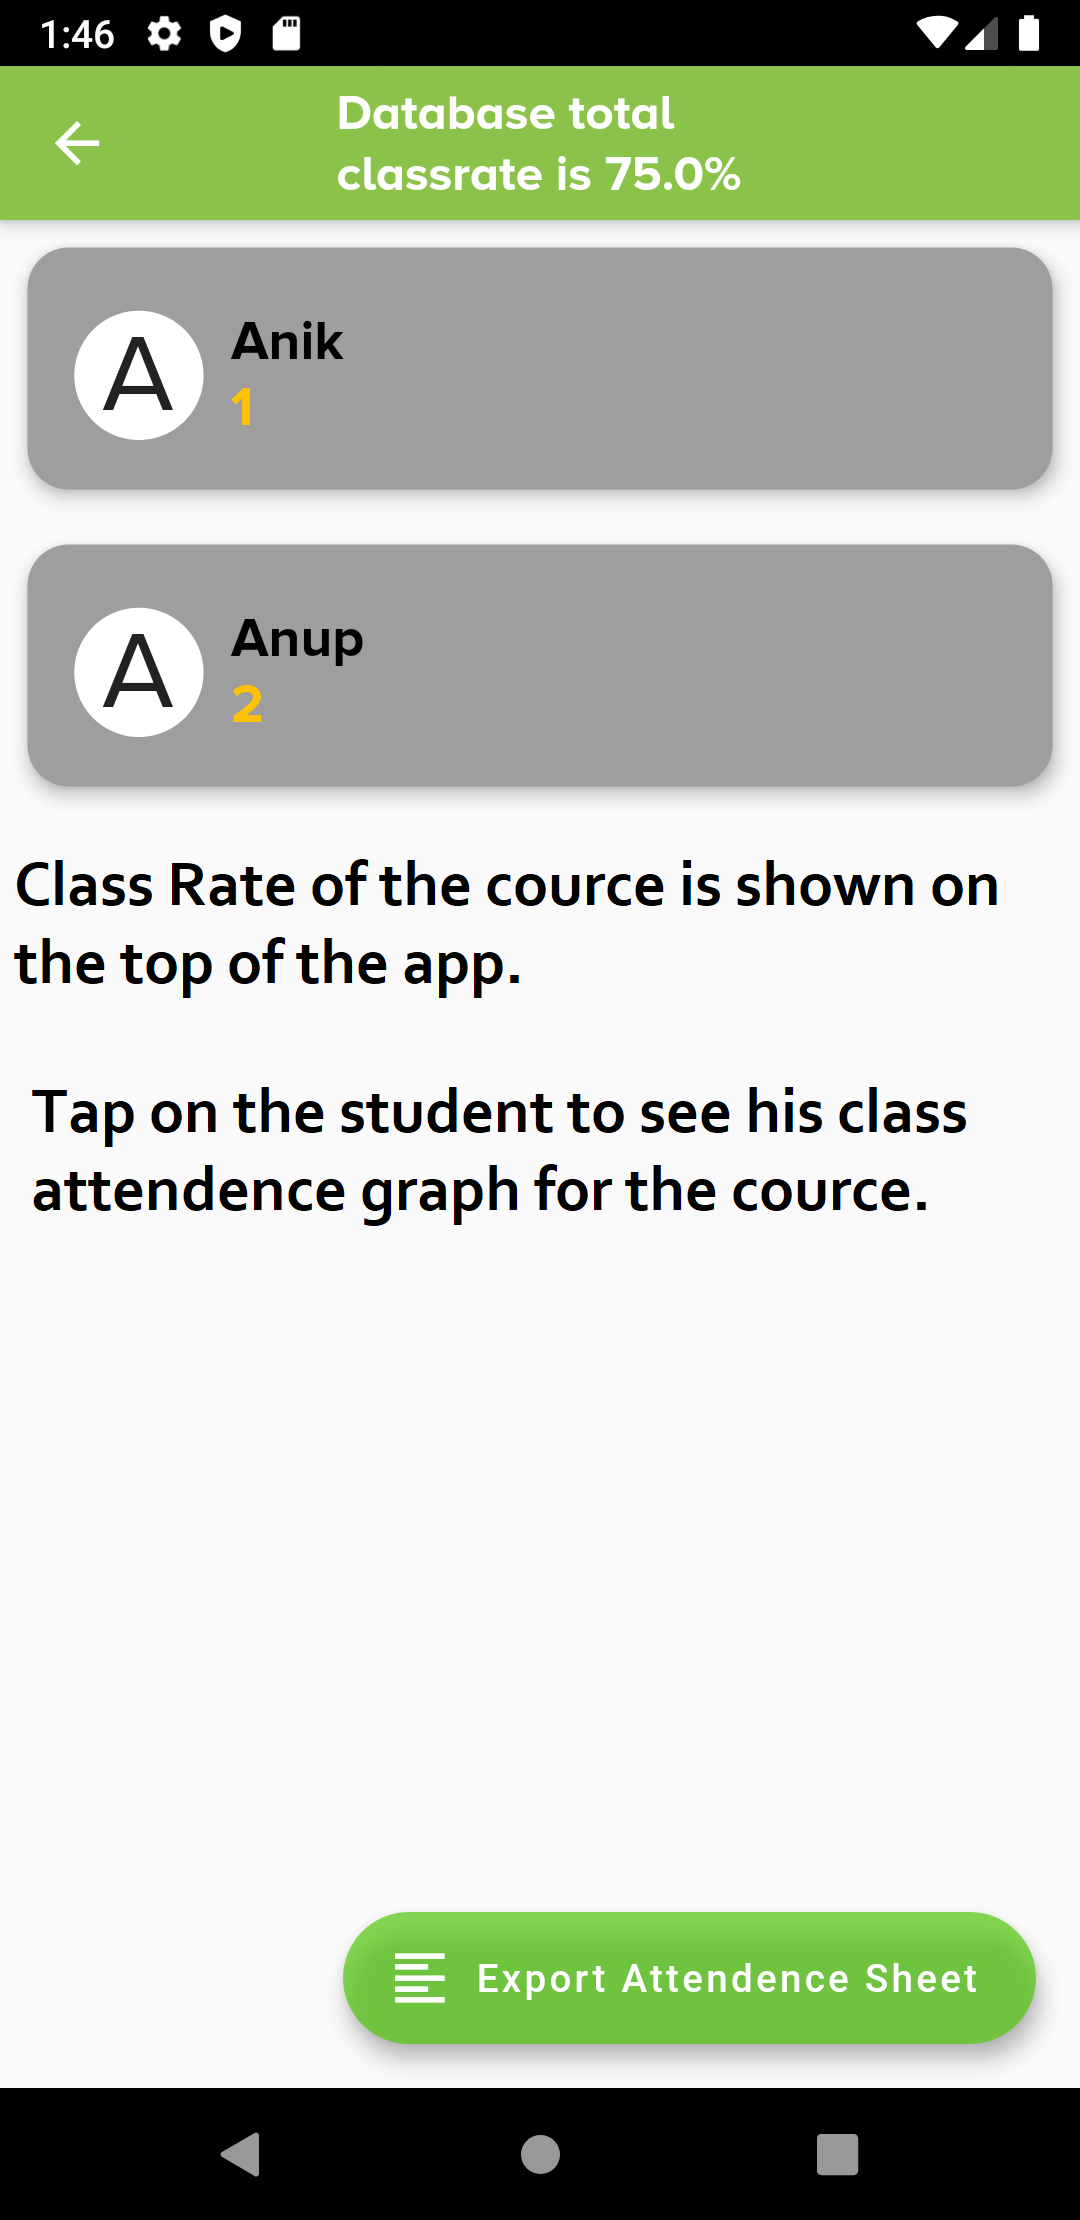 1:46
Database total
classrate is 75.0%
A
Anik
1
A
Anup
2
Class Rate of the cource is shown on
the top of the app.
Tap on the student to see his class
attendence graph for the cource.
Export Attendence Sheet